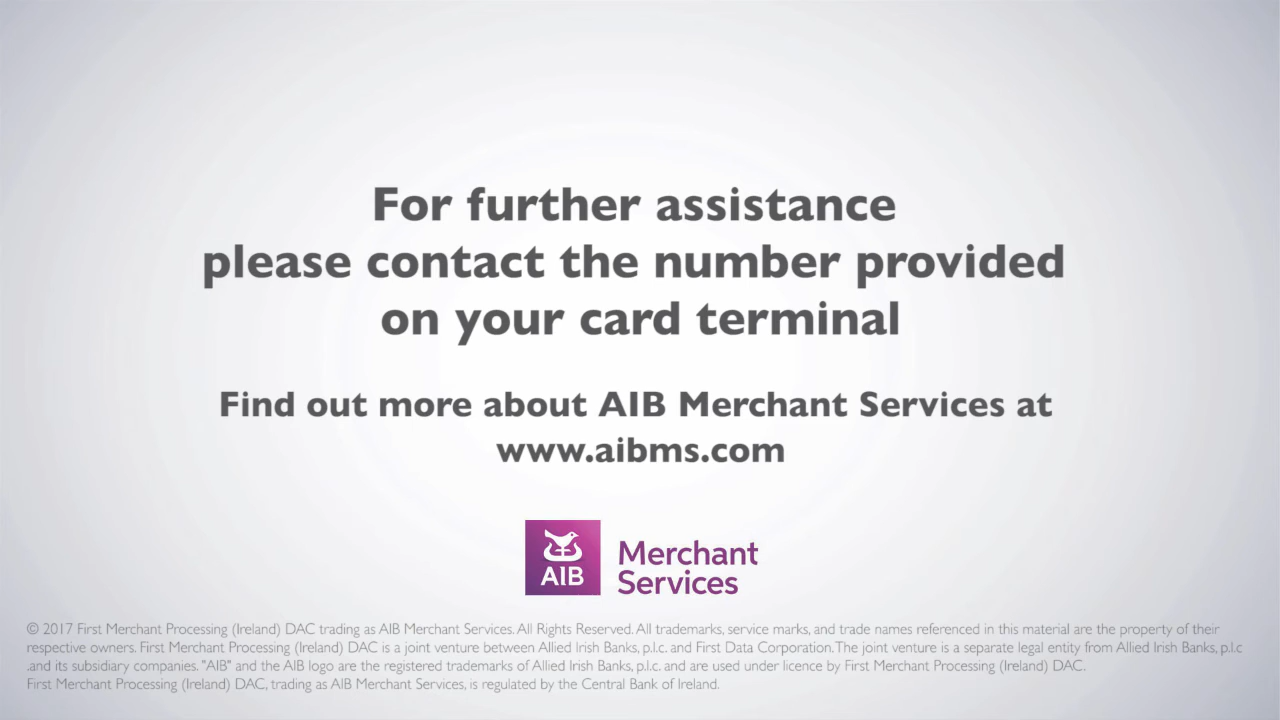 For further assistance
please contact the number provided
on your card terminal
Find out more about AIB Merchant Services at
www.aibms.com
AIB
Merchant
Services
© 2017 First Merchant Processing (Ireland) DAC trading as AIB Merchant Services. All Rights Reserved. All trademarks, service marks, and trade names referenced in this material are the property of their
respective owners. First Merchant Processing (Ireland) DAC is a joint venture between Allied Irish Banks, p.l.c. and First Data Corporation. The joint venture is a separate legal entity from Allied Irish Banks, p.l.c
.and its subsidiary companies. "AIB" and the AIB logo are the registered trademarks of Allied Irish Banks, p.l.c. and are used under licence by First Merchant Processing (Ireland) DAC.
First Merchant Processing (Ireland) DAC, trading as AIB Merchant Services, is regulated by the Central Bank of Ireland.